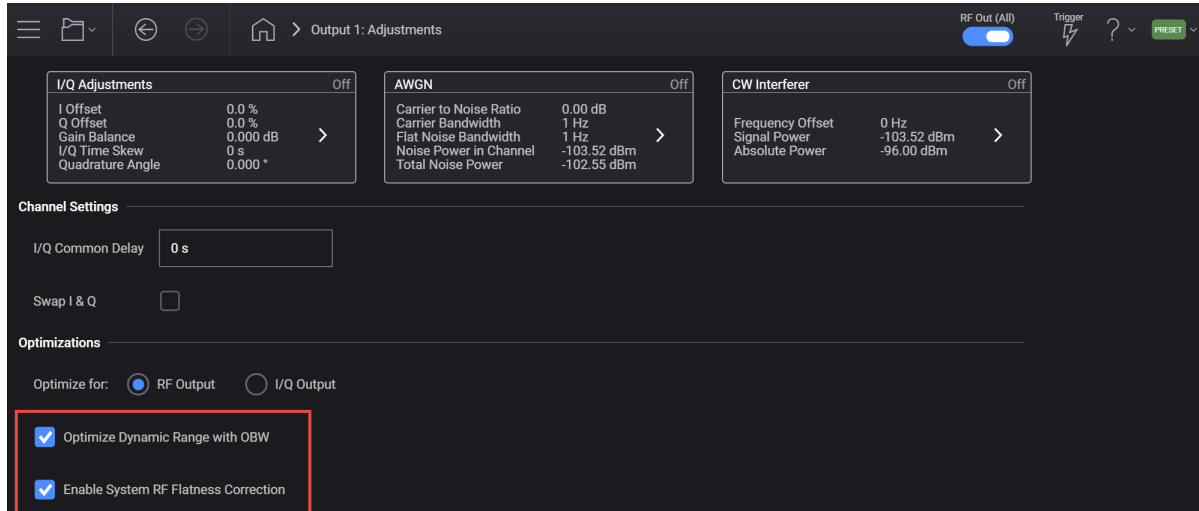 Output 1: Adjustments
RF Out (All)
Trigger
PRESET
I/Q Adjustments Off
I Offset 0.0 %
Q Offset 0.0 %
Gain Balance 0.000 dB
I/Q Time Skew 0 s
Quadrature Angle 0.000 °
AWGN Off
Carrier to Noise Ratio 0.00 dB
Carrier Bandwidth 1 Hz
Flat Noise Bandwidth 1 Hz
Noise Power in Channel -103.52 dBm
Total Noise Power -102.55 dBm
CW Interferer Off
Frequency Offset 0 Hz
Signal Power -103.52 dBm
Absolute Power -96.00 dBm
Channel Settings
I/Q Common Delay 0 s
Swap I & Q
Optimizations
Optimize for: RF Output I/Q Output
Optimize Dynamic Range with OBW
Enable System RF Flatness Correction